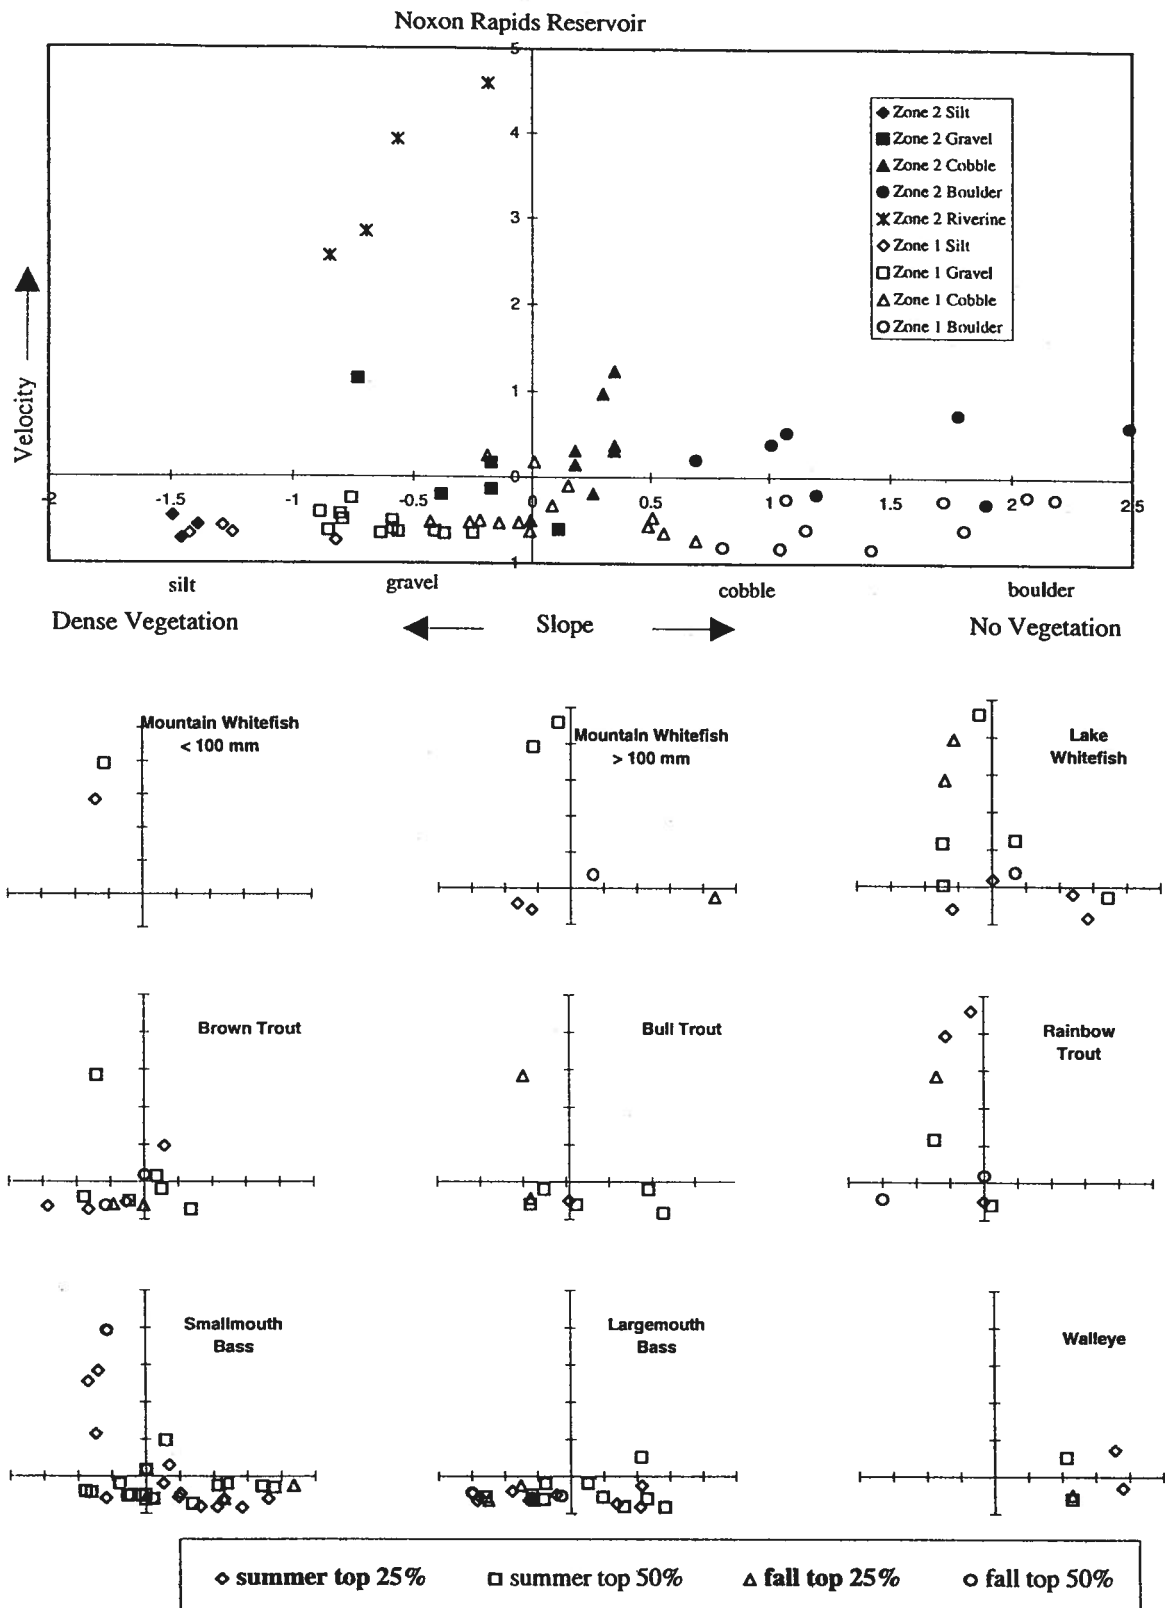 Noxon Rapids Reservoir
5
4
3
2
1
0
1
Velocity
Zone 2 Silt
Zone 2 Gravel
Zone 2 Cobble
Zone 2 Boulder
Zone 2 Riverine
Zone 1 Silt
Zone 1 Gravel
Zone 1 Cobble
Zone 1 Boulder
-2 -1.5 -1 -0.5 0 0.5 1 1.5 2 25
silt gravel cobble boulder
Dense Vegetation Slope No Vegetation
Mountain Whitefish
< 100 mm
Mountain Whitefish
> 100 mm
Lake
Whitefish
Brown Trout
Bull Trout
Rainbow
Trout
Smallmouth
Bass
Largemouth
Bass
Walleye
summer top 25% summer top 50% fall top 25% fall top 50%